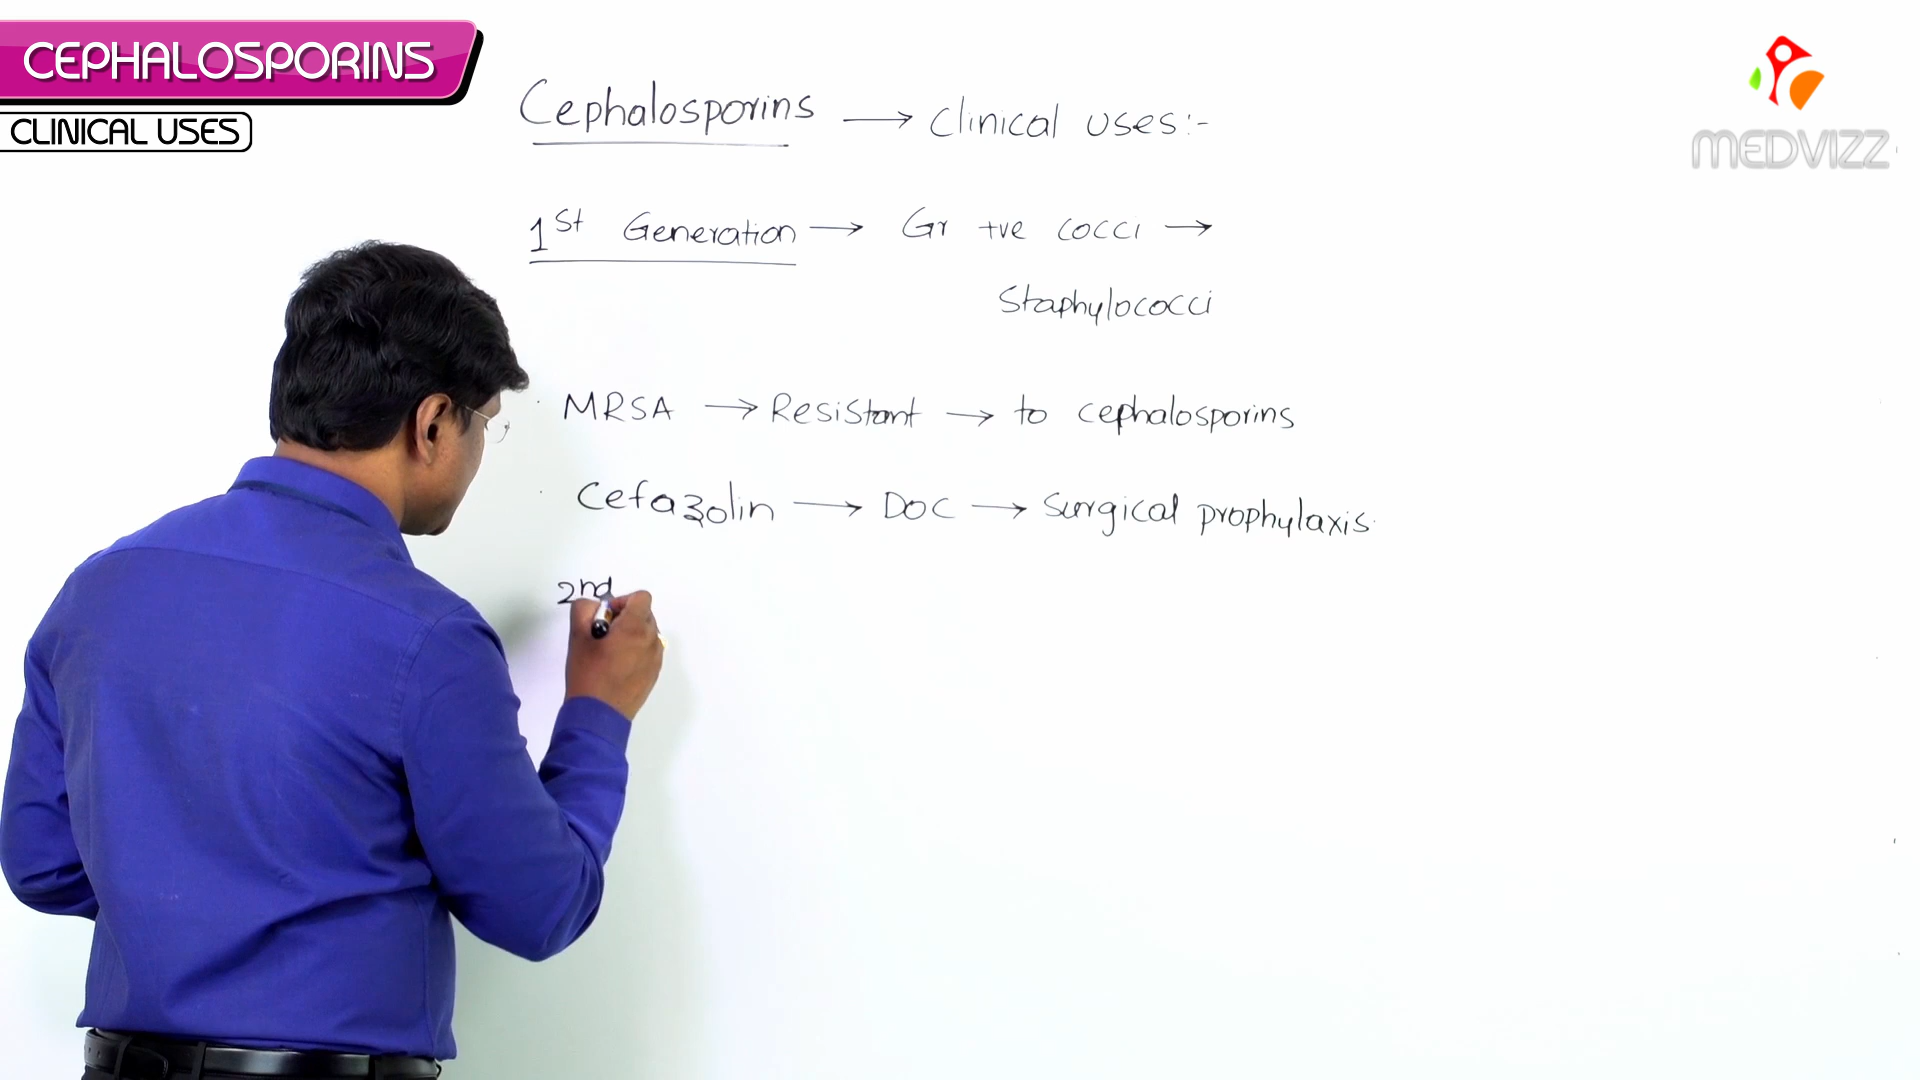 CEPHALOSPORINS
CLINICAL USES
MEDVIZZ
Cephalosporins → Clinical uses:-
1st Generation → Gr +ve cocci →
Staphylococci
MRSA → Resistant → to cephalosporins
Cefazolin → DOC → Surgical prophylaxis.
2nd